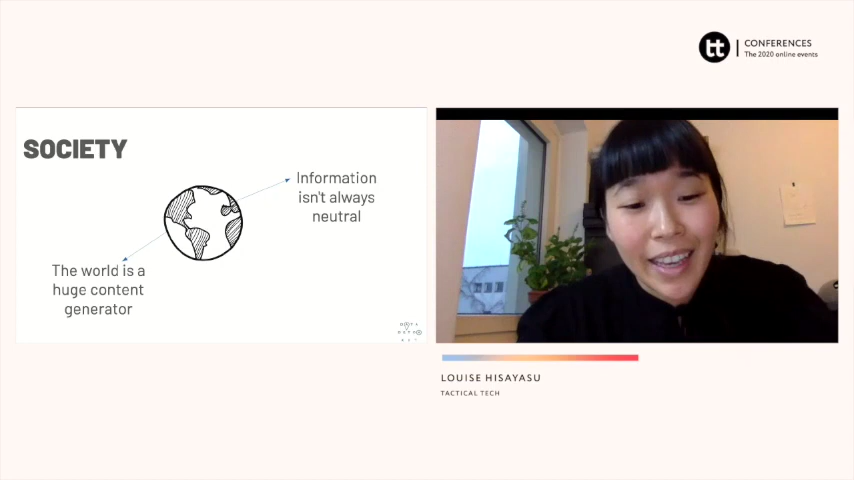 tt
CONFERENCES
The 2020 online events
SOCIETY
Information
isn't always
neutral
The world is a
huge content
generator
LOUISE HISAYASU
TACTICAL TECH